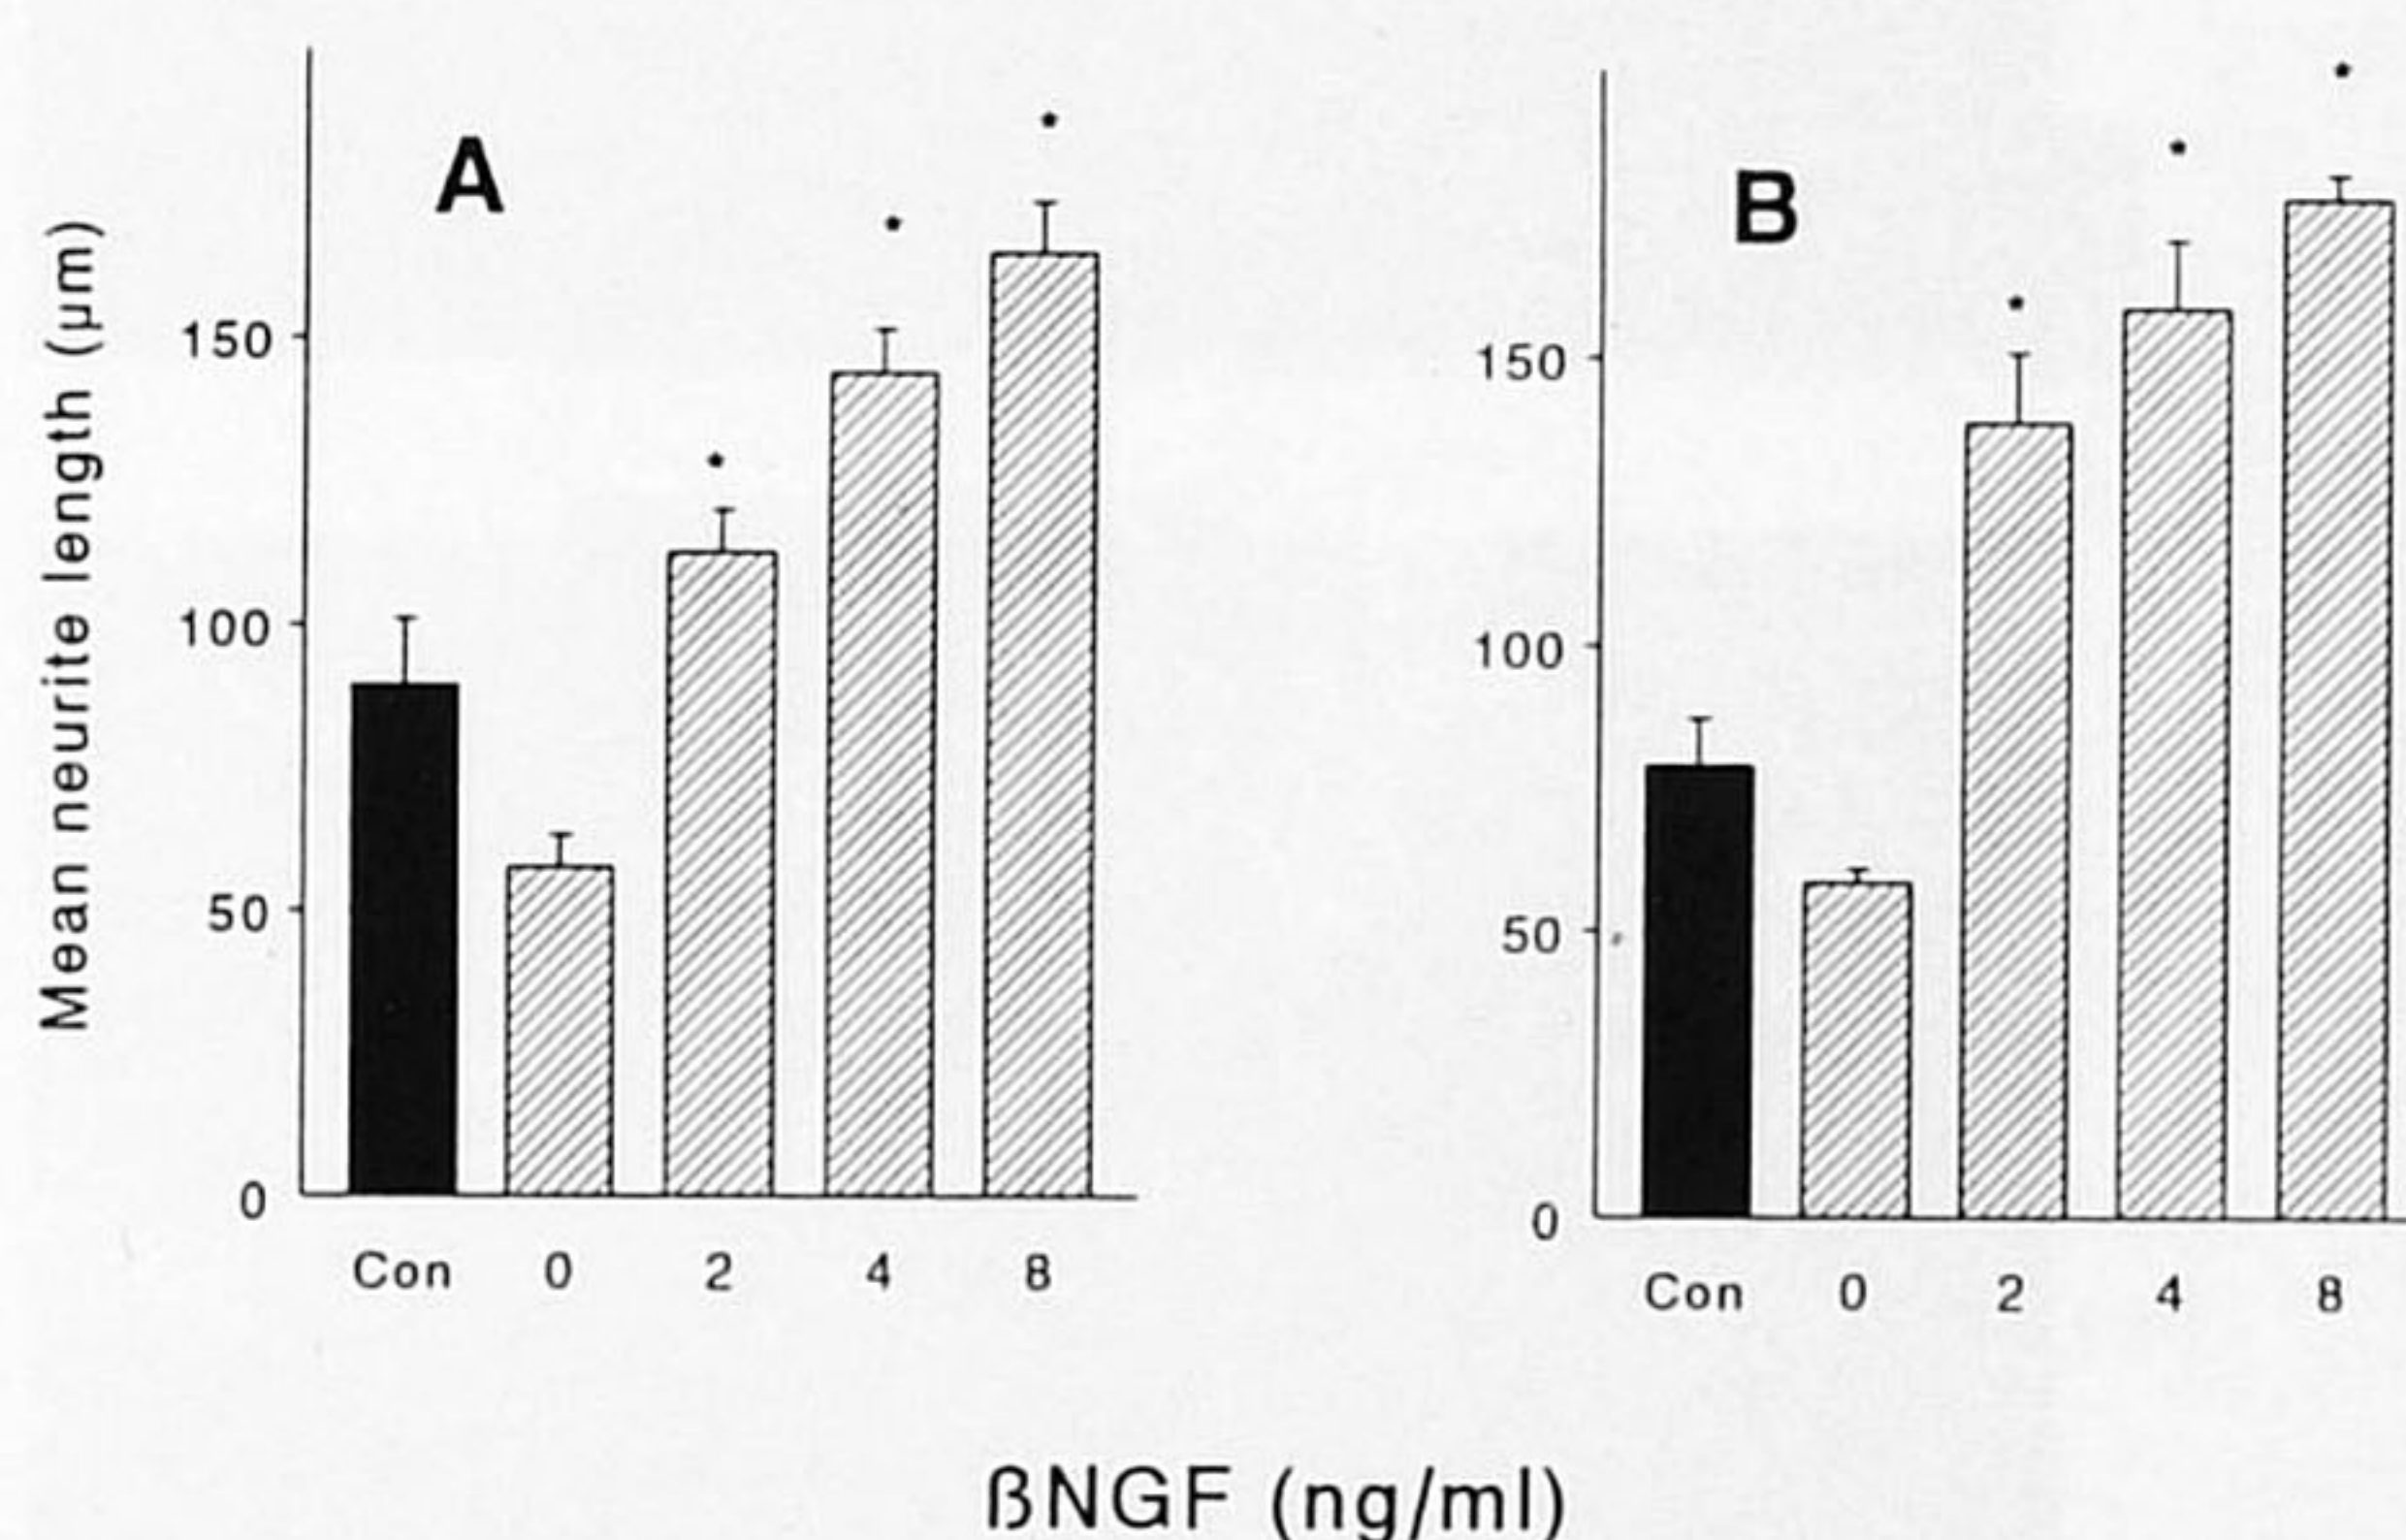 Mean neurite length (μm)
A
150
100
50
0
Con 0 2 4 8
B
150
100
50
0
Con 0 2 4 8
ßNGF (ng/ml)